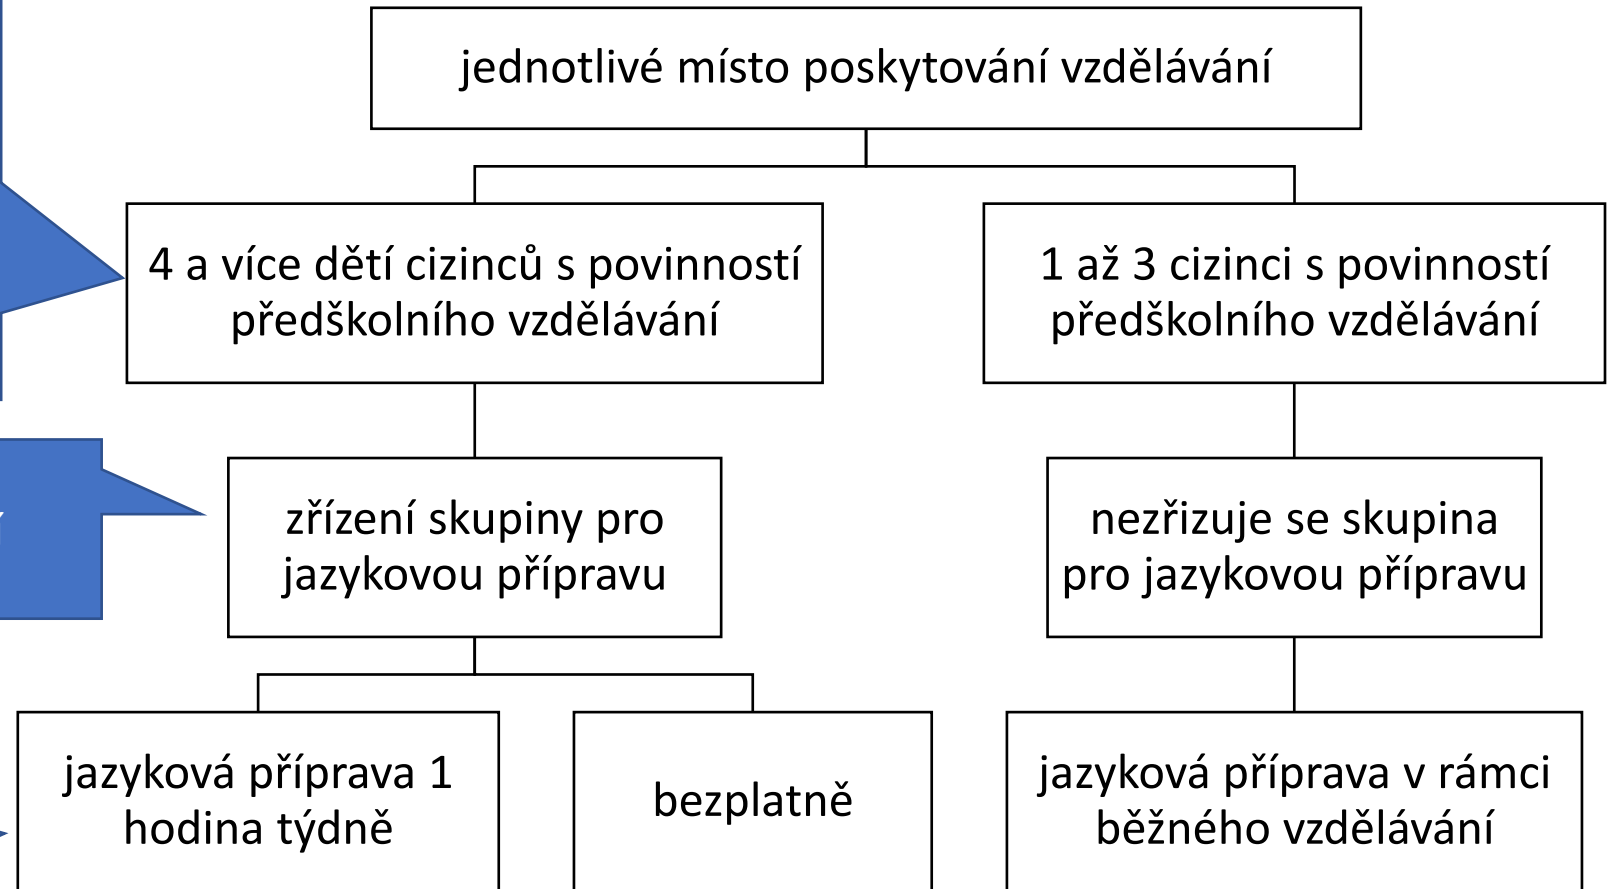 jednotlivé místo poskytování vzdělávání
4 a více dětí cizinců s povinností
předškolního vzdělávání
1 až 3 cizinci s povinností
předškolního vzdělávání
zřízení skupiny pro
jazykovou přípravu
nezřizuje se skupina
pro jazykovou přípravu
jazyková příprava 1
hodina týdně
bezplatně
jazyková příprava v rámci
běžného vzdělávání